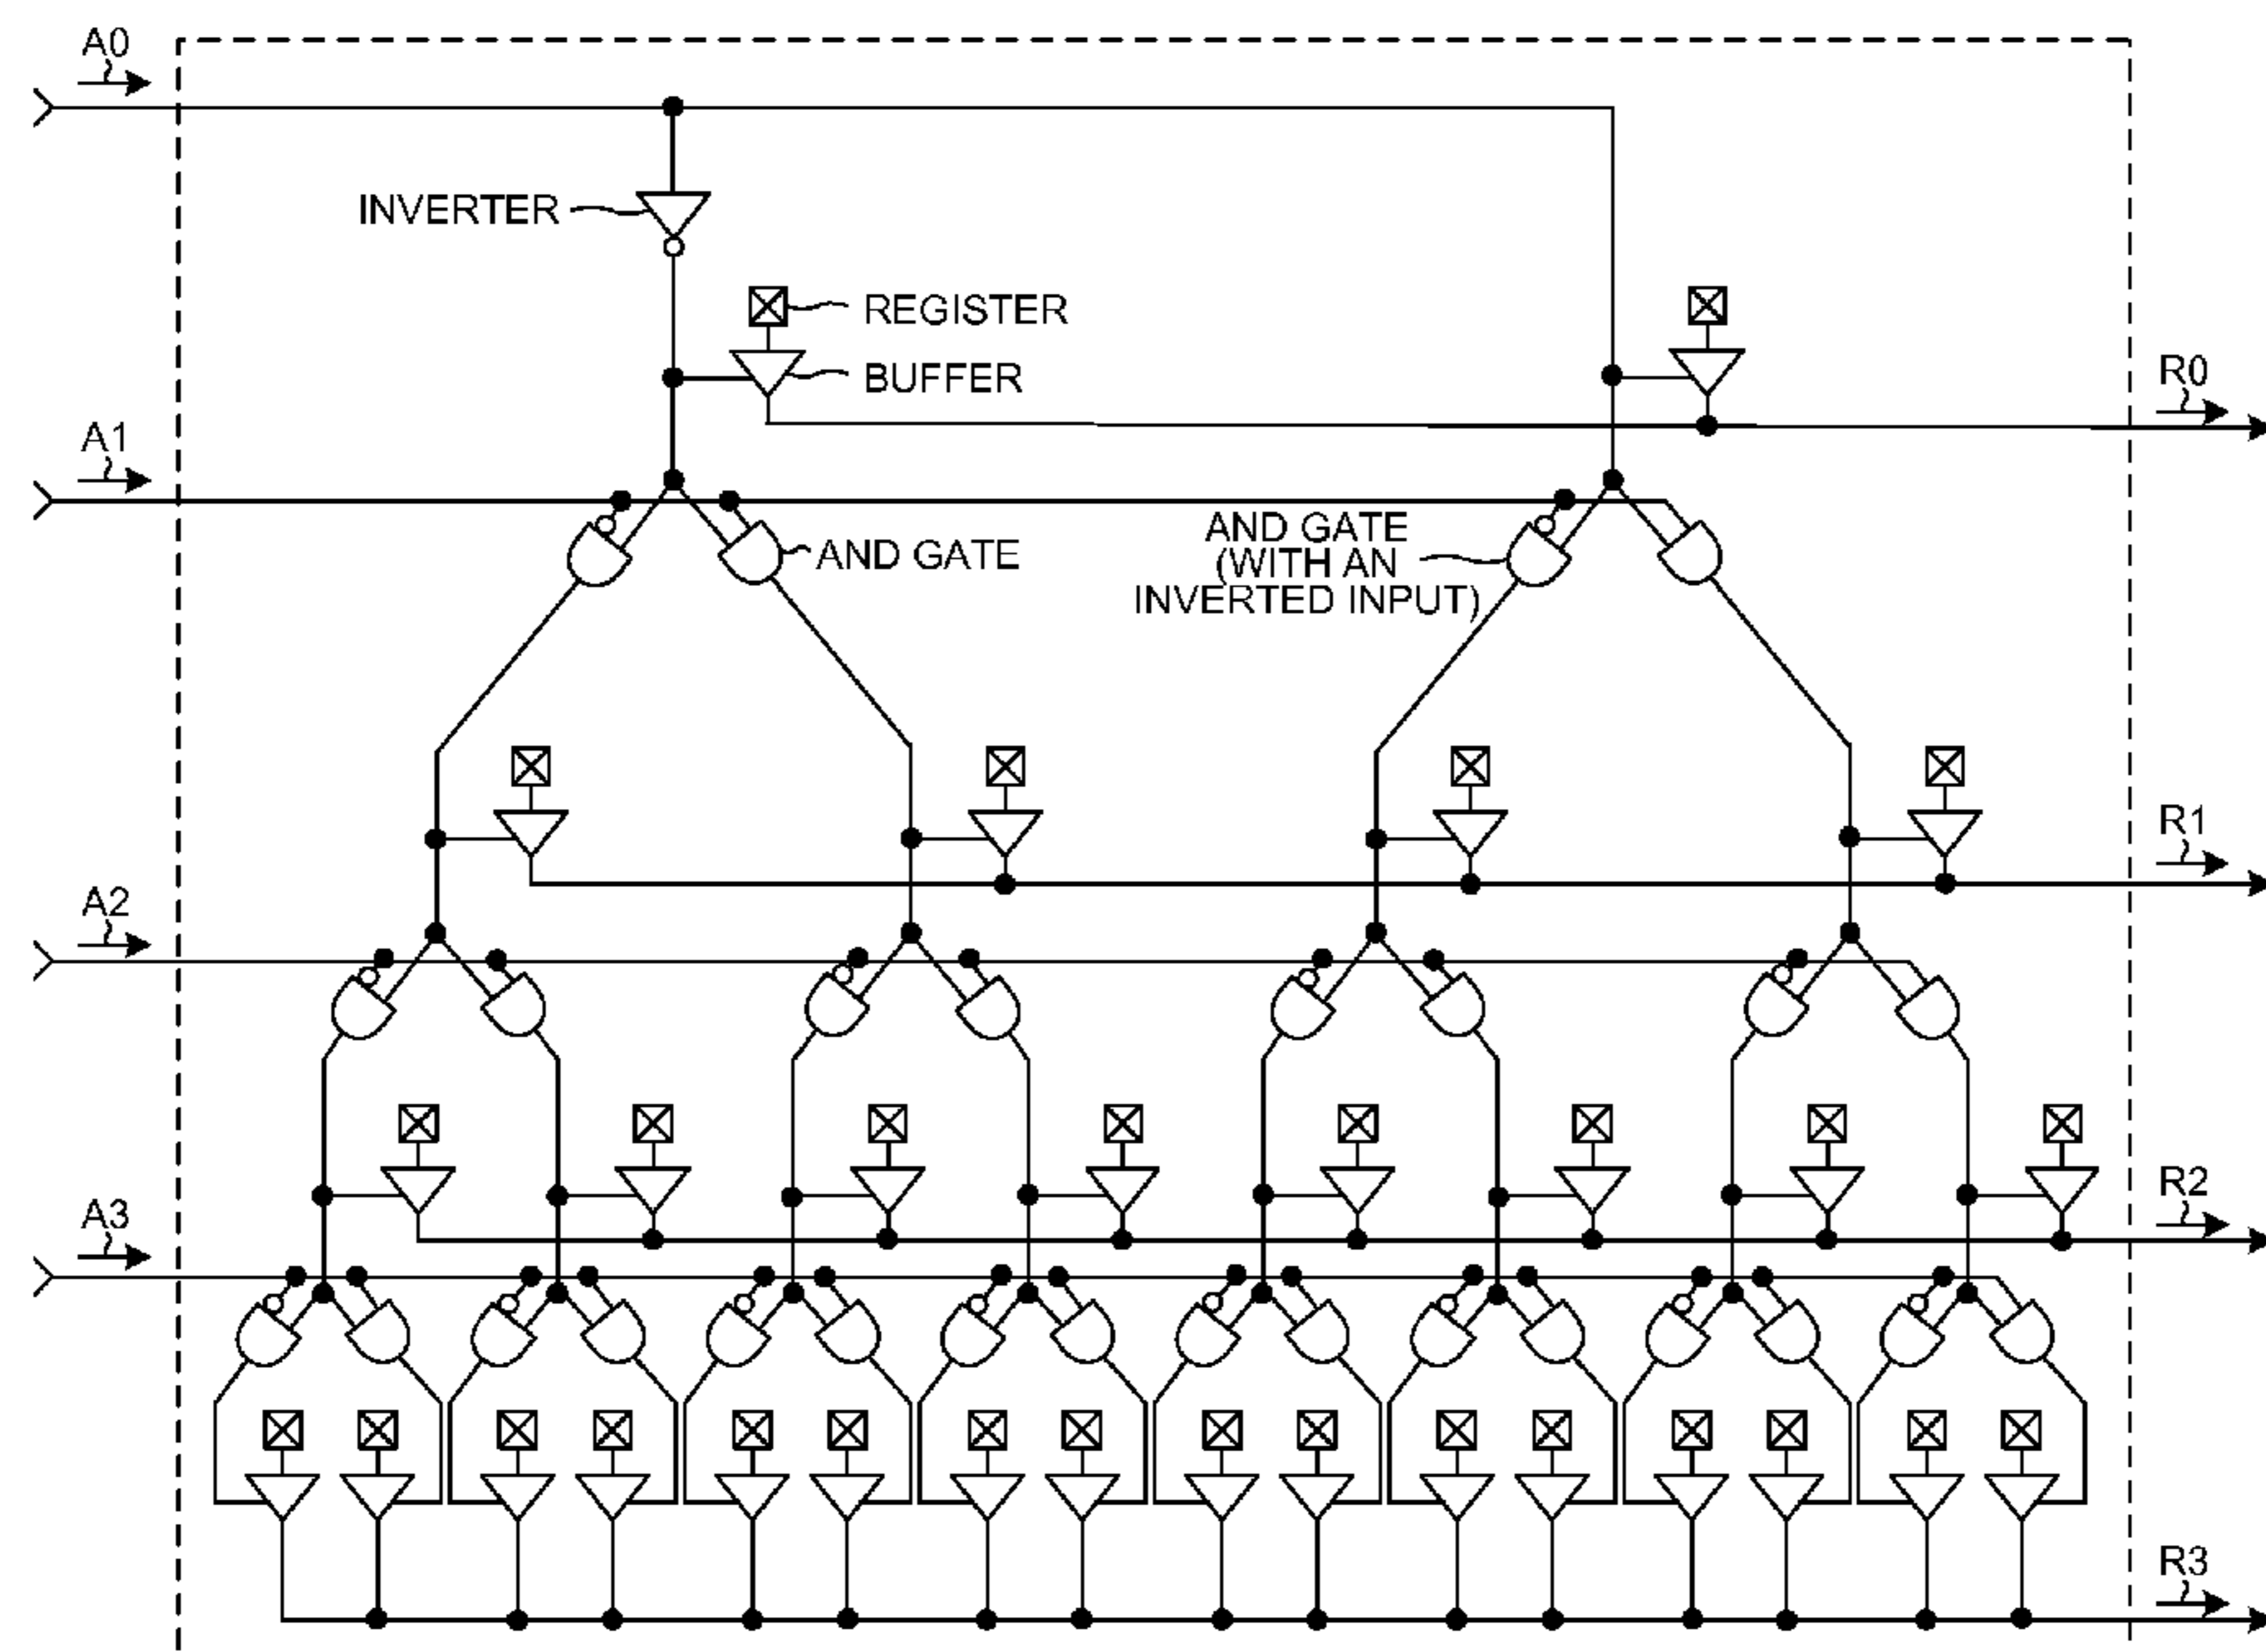 A0
INVERTER
REGISTER
BUFFER
R0
A1
AND GATE
AND GATE
(WITH AN
INVERTED INPUT)
R1
A2
R2
A3
R3